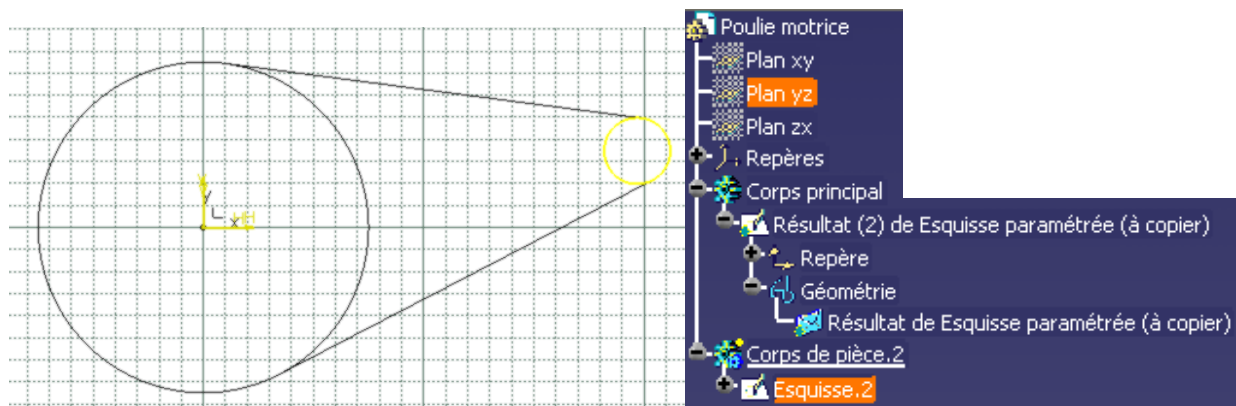 y
x
H
Poulie motrice
Plan xy
Plan yz
Plan zx
Repères
Corps principal
Résultat (2) de Esquisse paramétrée (à copier)
Repère
Géométrie
Résultat de Esquisse paramétrée (à copier)
Corps de pièce.2
Esquisse.2